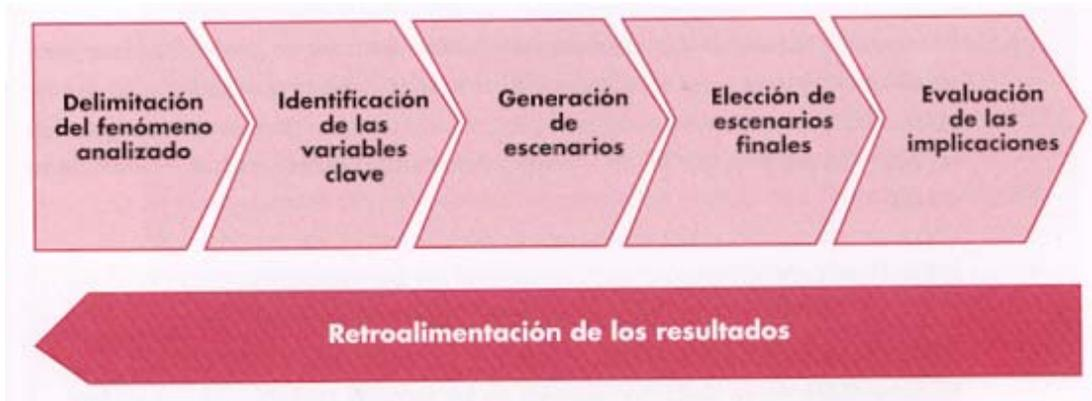 Delimitación
del fenómeno
analizado
Identificación
de las
variables
clave
Generación
de
escenarios
Elección de
escenarios
finales
Evaluación
de las
implicaciones
Retroalimentación de los resultados